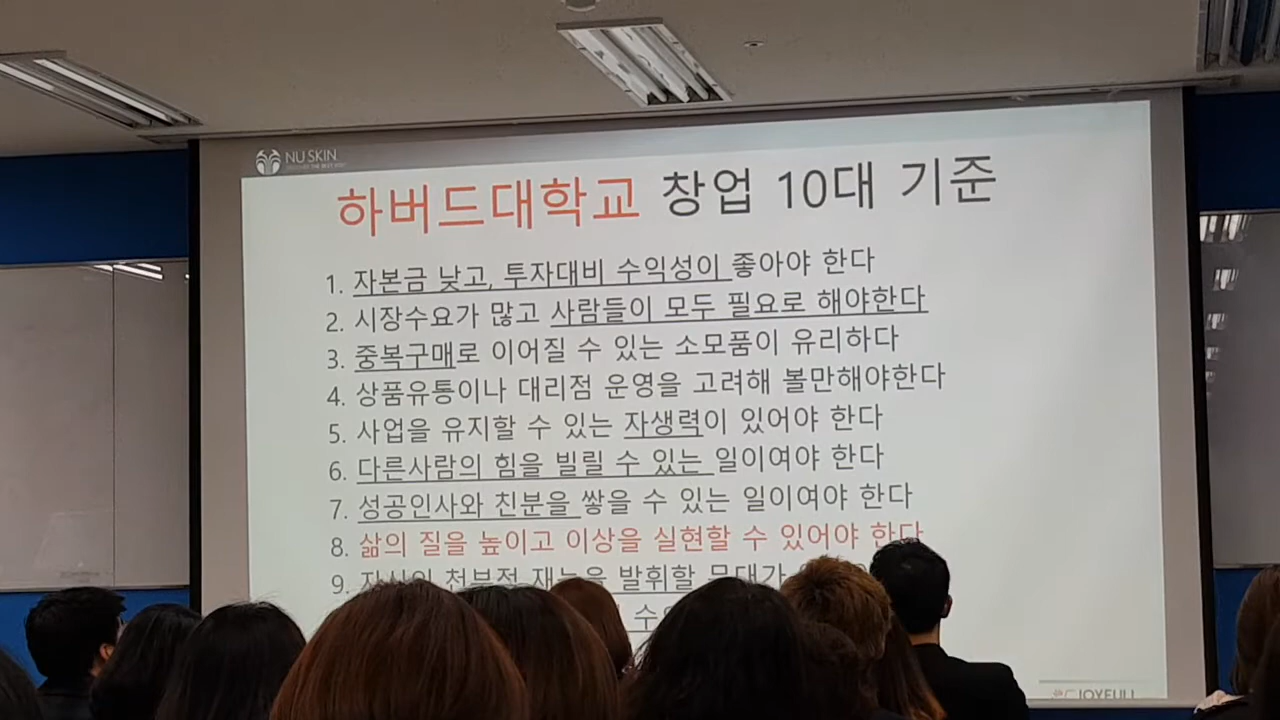 NU SKIN
하버드대학교 창업 10대 기준
1. 자본금 낮고, 투자대비 수익성이 좋아야 한다
2. 시장수요가 많고 사람들이 모두 필요로 해야한다
3. 중복구매로 이어질 수 있는 소모품이 유리하다
4. 상품유통이나 대리점 운영을 고려해 볼만해야한다
5. 사업을 유지할 수 있는 자생력이 있어야 한다
6. 다른사람의 힘을 빌릴 수 있는 일이여야 한다
7. 성공인사와 친분을 쌓을 수 있는 일이여야 한다
8. 삶의 질을 높이고 이상을 실현할 수 있어야 한다
9. 자신의 천부적 재능을 발휘할 무대가
수
JOYFULL